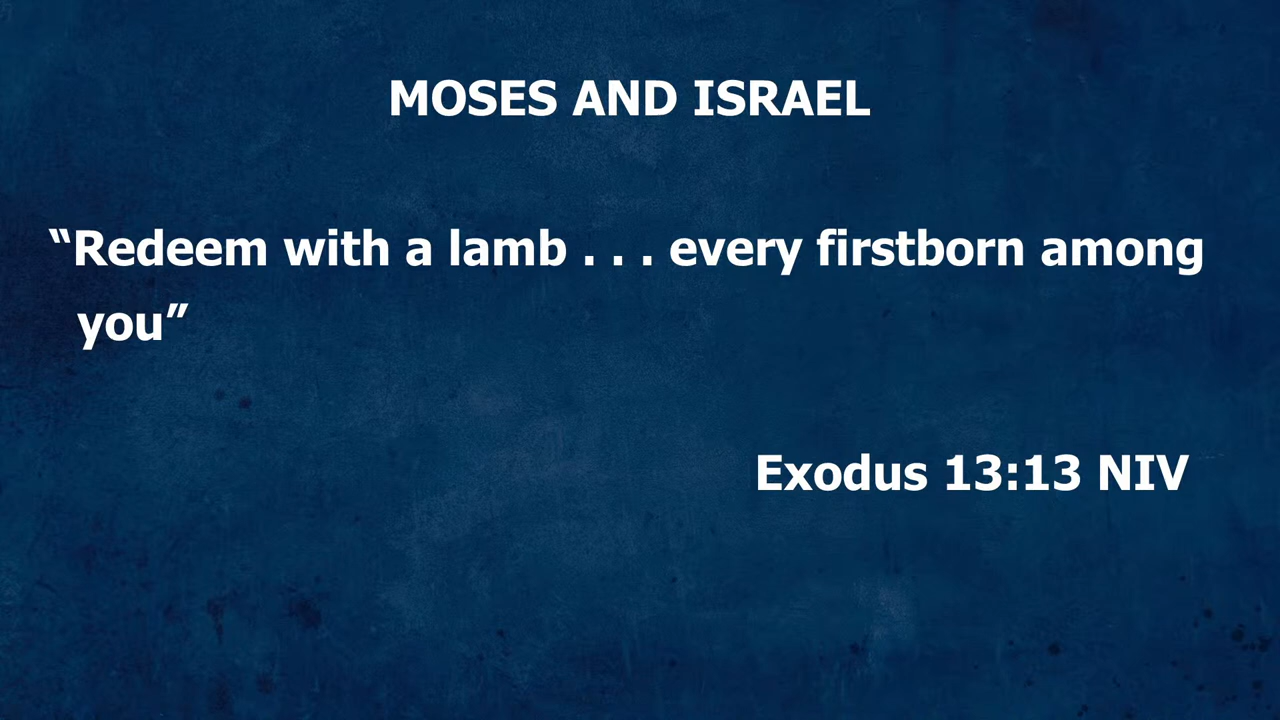 MOSES AND ISRAEL
“Redeem with a lamb . . . every firstborn among
you”
Exodus 13:13 NIV